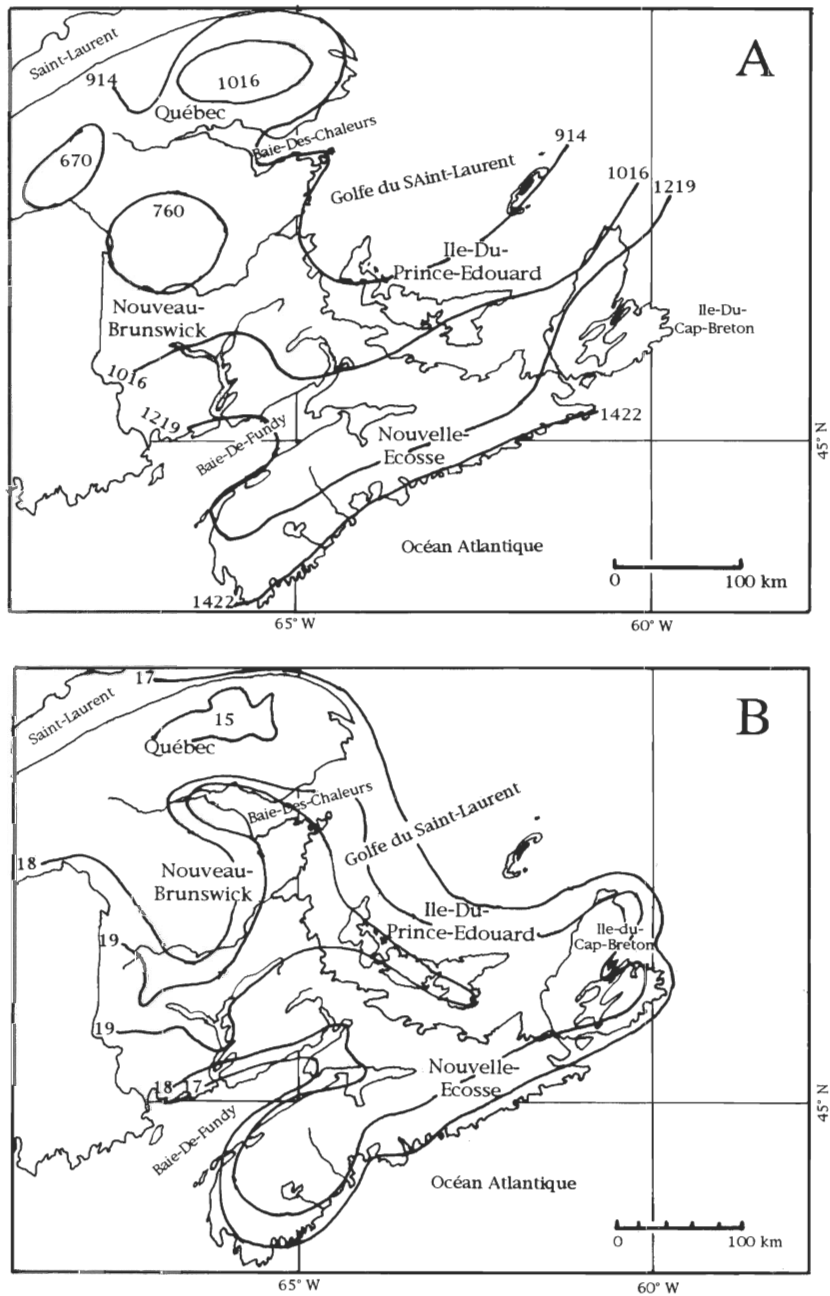 A
Saint-Laurent
914
1016
Québec
Baie-Des-Chaleurs
670
914
Golfe du SAint-Laurent
1016
1219
760
Ile-Du-
Prince-Edouard
Nouveau-
Brunswick
Ile-Du-
Cap-Breton
1016
1219
1422
Baie-De-Fundy
Nouvelle-
Ecosse
45° N
Océan Atlantique
0 100 km
1422
65° W
60° W
17
B
Saint-Laurent
15
Québec
Baie-Des-Chaleurs
Golfe du Saint-Laurent
18
Nouveau-
Brunswick
Ile-Du-
Prince-Edouard
Ile-du-
Cap-Breton
19
19
Nouvelle-
Ecosse
18
17
45° N
Baie-De-Fundy
Océan Atlantique
0 100 km
65° W
60° W